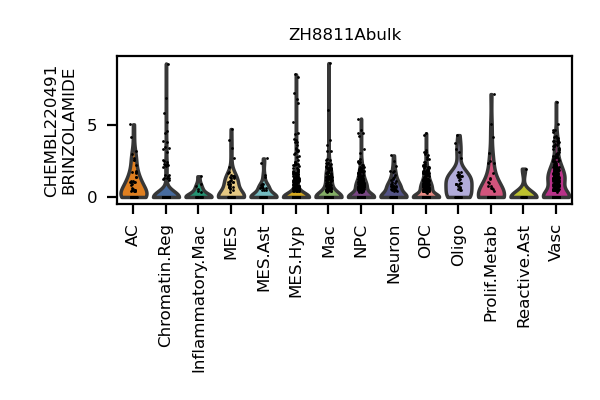 ZH8811Abulk
CHEMBL220491
BRINZOLAMIDE
5
0
AC
Chromatin.Reg
Inflammatory.Mac
MES
MES.Ast
MES.Hyp
Mac
NPC
Neuron
OPC
Oligo
Prolif.Metab
Reactive.Ast
Vasc